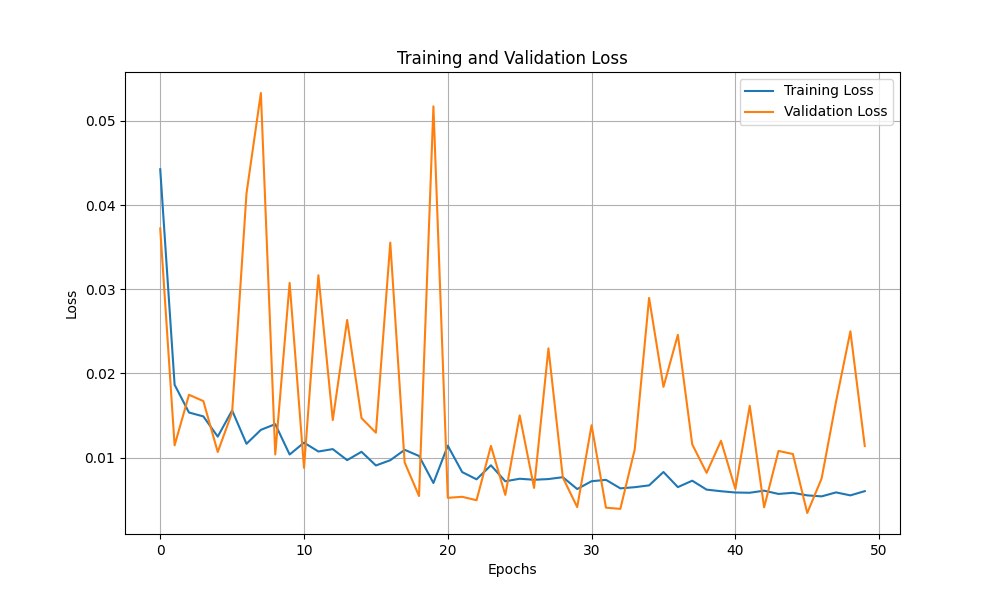 Training and Validation Loss
Training Loss
Validation Loss
0.05
0.04
0.03
0.02
0.01
Loss
0 10 20 30 40 50
Epochs